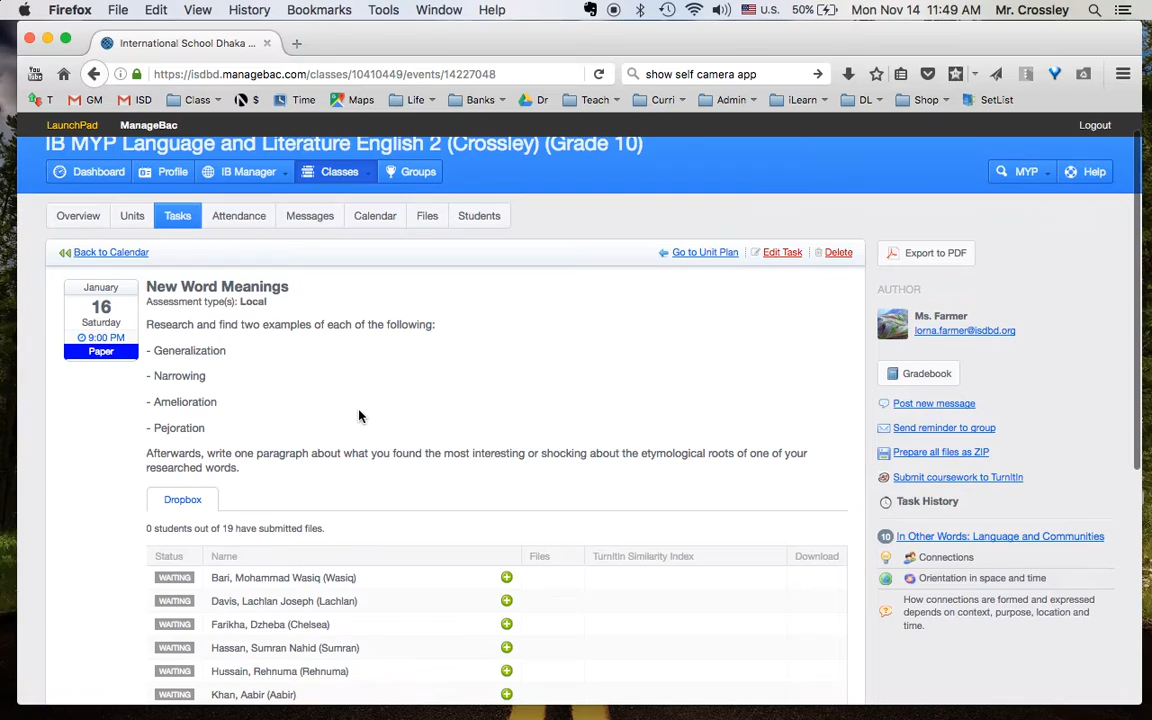 Firefox File Edit View History Bookmarks Tools Window Help U.S. 50% Mon Nov 14 11:49 AM Mr. Crossley
International School Dhaka ...
https://isdbd.managebac.com/classes/10410449/events/14227048 show self camera app
T GM ISD Class $ Time Maps Life Banks Dr Teach Curri Admin iLearn DL Shop SetList
LaunchPad ManageBac Logout
IB MYP Language and Literature English 2 (Crossley) (Grade 10)
Dashboard Profile IB Manager Classes Groups MYP Help
Overview Units Tasks Attendance Messages Calendar Files Students
Back to Calendar Go to Unit Plan Edit Task Delete
Export to PDF
January
16
Saturday
9:00 PM
Paper
New Word Meanings
Assessment type(s): Local
Research and find two examples of each of the following:
- Generalization
- Narrowing
- Amelioration
- Pejoration
Afterwards, write one paragraph about what you found the most interesting or shocking about the etymological roots of one of your
researched words.
Dropbox
0 students out of 19 have submitted files.
Status Name Files TurnItIn Similarity Index Download
WAITING Bari, Mohammad Wasiq (Wasiq)
WAITING Davis, Lachlan Joseph (Lachlan)
WAITING Farikha, Dzheba (Chelsea)
WAITING Hassan, Sumran Nahid (Sumran)
WAITING Hussain, Rehnuma (Rehnuma)
WAITING Khan, Aabir (Aabir)
AUTHOR
Ms. Farmer
lorna.farmer@isdbd.org
Gradebook
Post new message
Send reminder to group
Prepare all files as ZIP
Submit coursework to TurnItIn
Task History
10 In Other Words: Language and Communities
Connections
Orientation in space and time
How connections are formed and expressed
depends on context, purpose, location and
time.